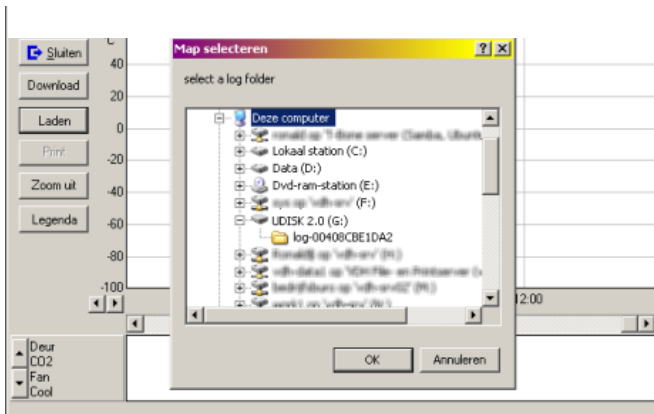 Sluiten
Download
Laden
Print
Zoom uit
Legenda
C
40
20
0
-20
-40
-60
-80
-100
12:00
Map selecteren
select a log folder
Deze computer
Lokaal station (C:)
Data (D:)
Dvd-ram-station (E:)
(F:)
UDISK 2.0 (G:)
log-00408CBE1DA2
OK
Annuleren
Deur
CO2
Fan
Cool